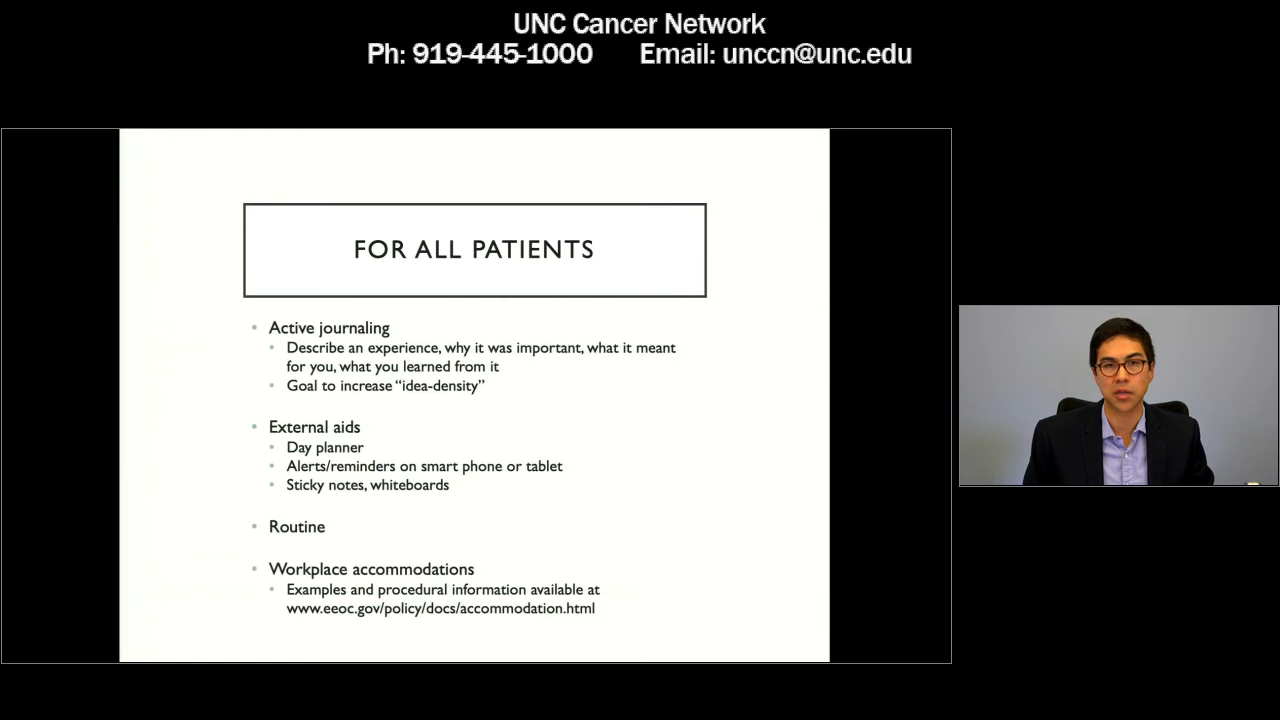 UNC Cancer Network
Ph: 919-445-1000 Email: unccn@unc.edu
FOR ALL PATIENTS
• Active journaling
• Describe an experience, why it was important, what it meant
for you, what you learned from it
• Goal to increase “idea-density”
• External aids
• Day planner
• Alerts/reminders on smart phone or tablet
• Sticky notes, whiteboards
• Routine
• Workplace accommodations
• Examples and procedural information available at
www.eeoc.gov/policy/docs/accommodation.html